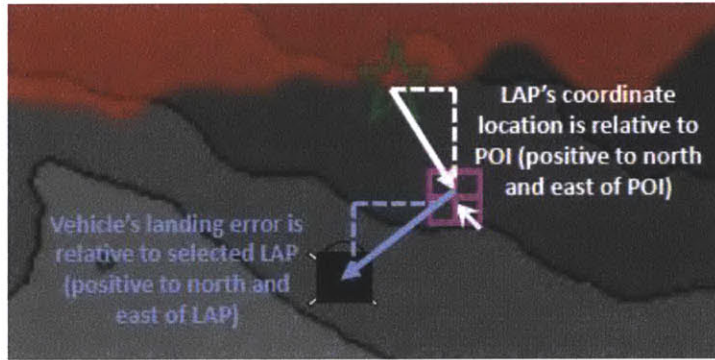 LAP's coordinate
location is relative to
POI (positive to north
and east of POI)
Vehicle's landing error is
relative to selected LAP
(positive to north and
east of LAP)